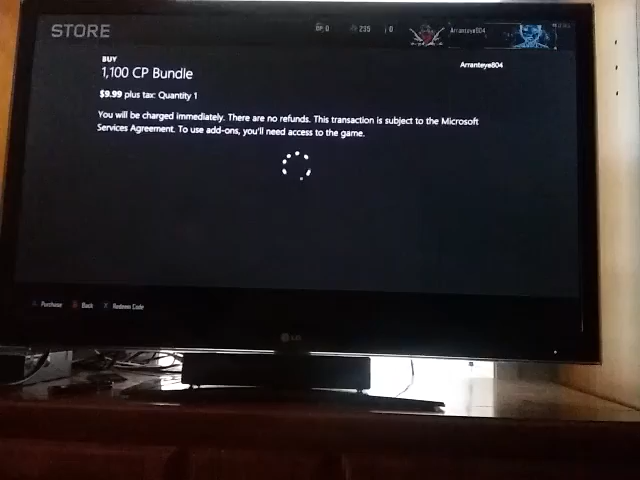 STORE
0
235
0
Arranteye804
BUY
1,100 CP Bundle
Arranteye804
$9.99 plus tax: Quantity 1
You will be charged immediately. There are no refunds. This transaction is subject to the Microsoft
Services Agreement. To use add-ons, you'll need access to the game.
Purchase Back Redeem Code
LG